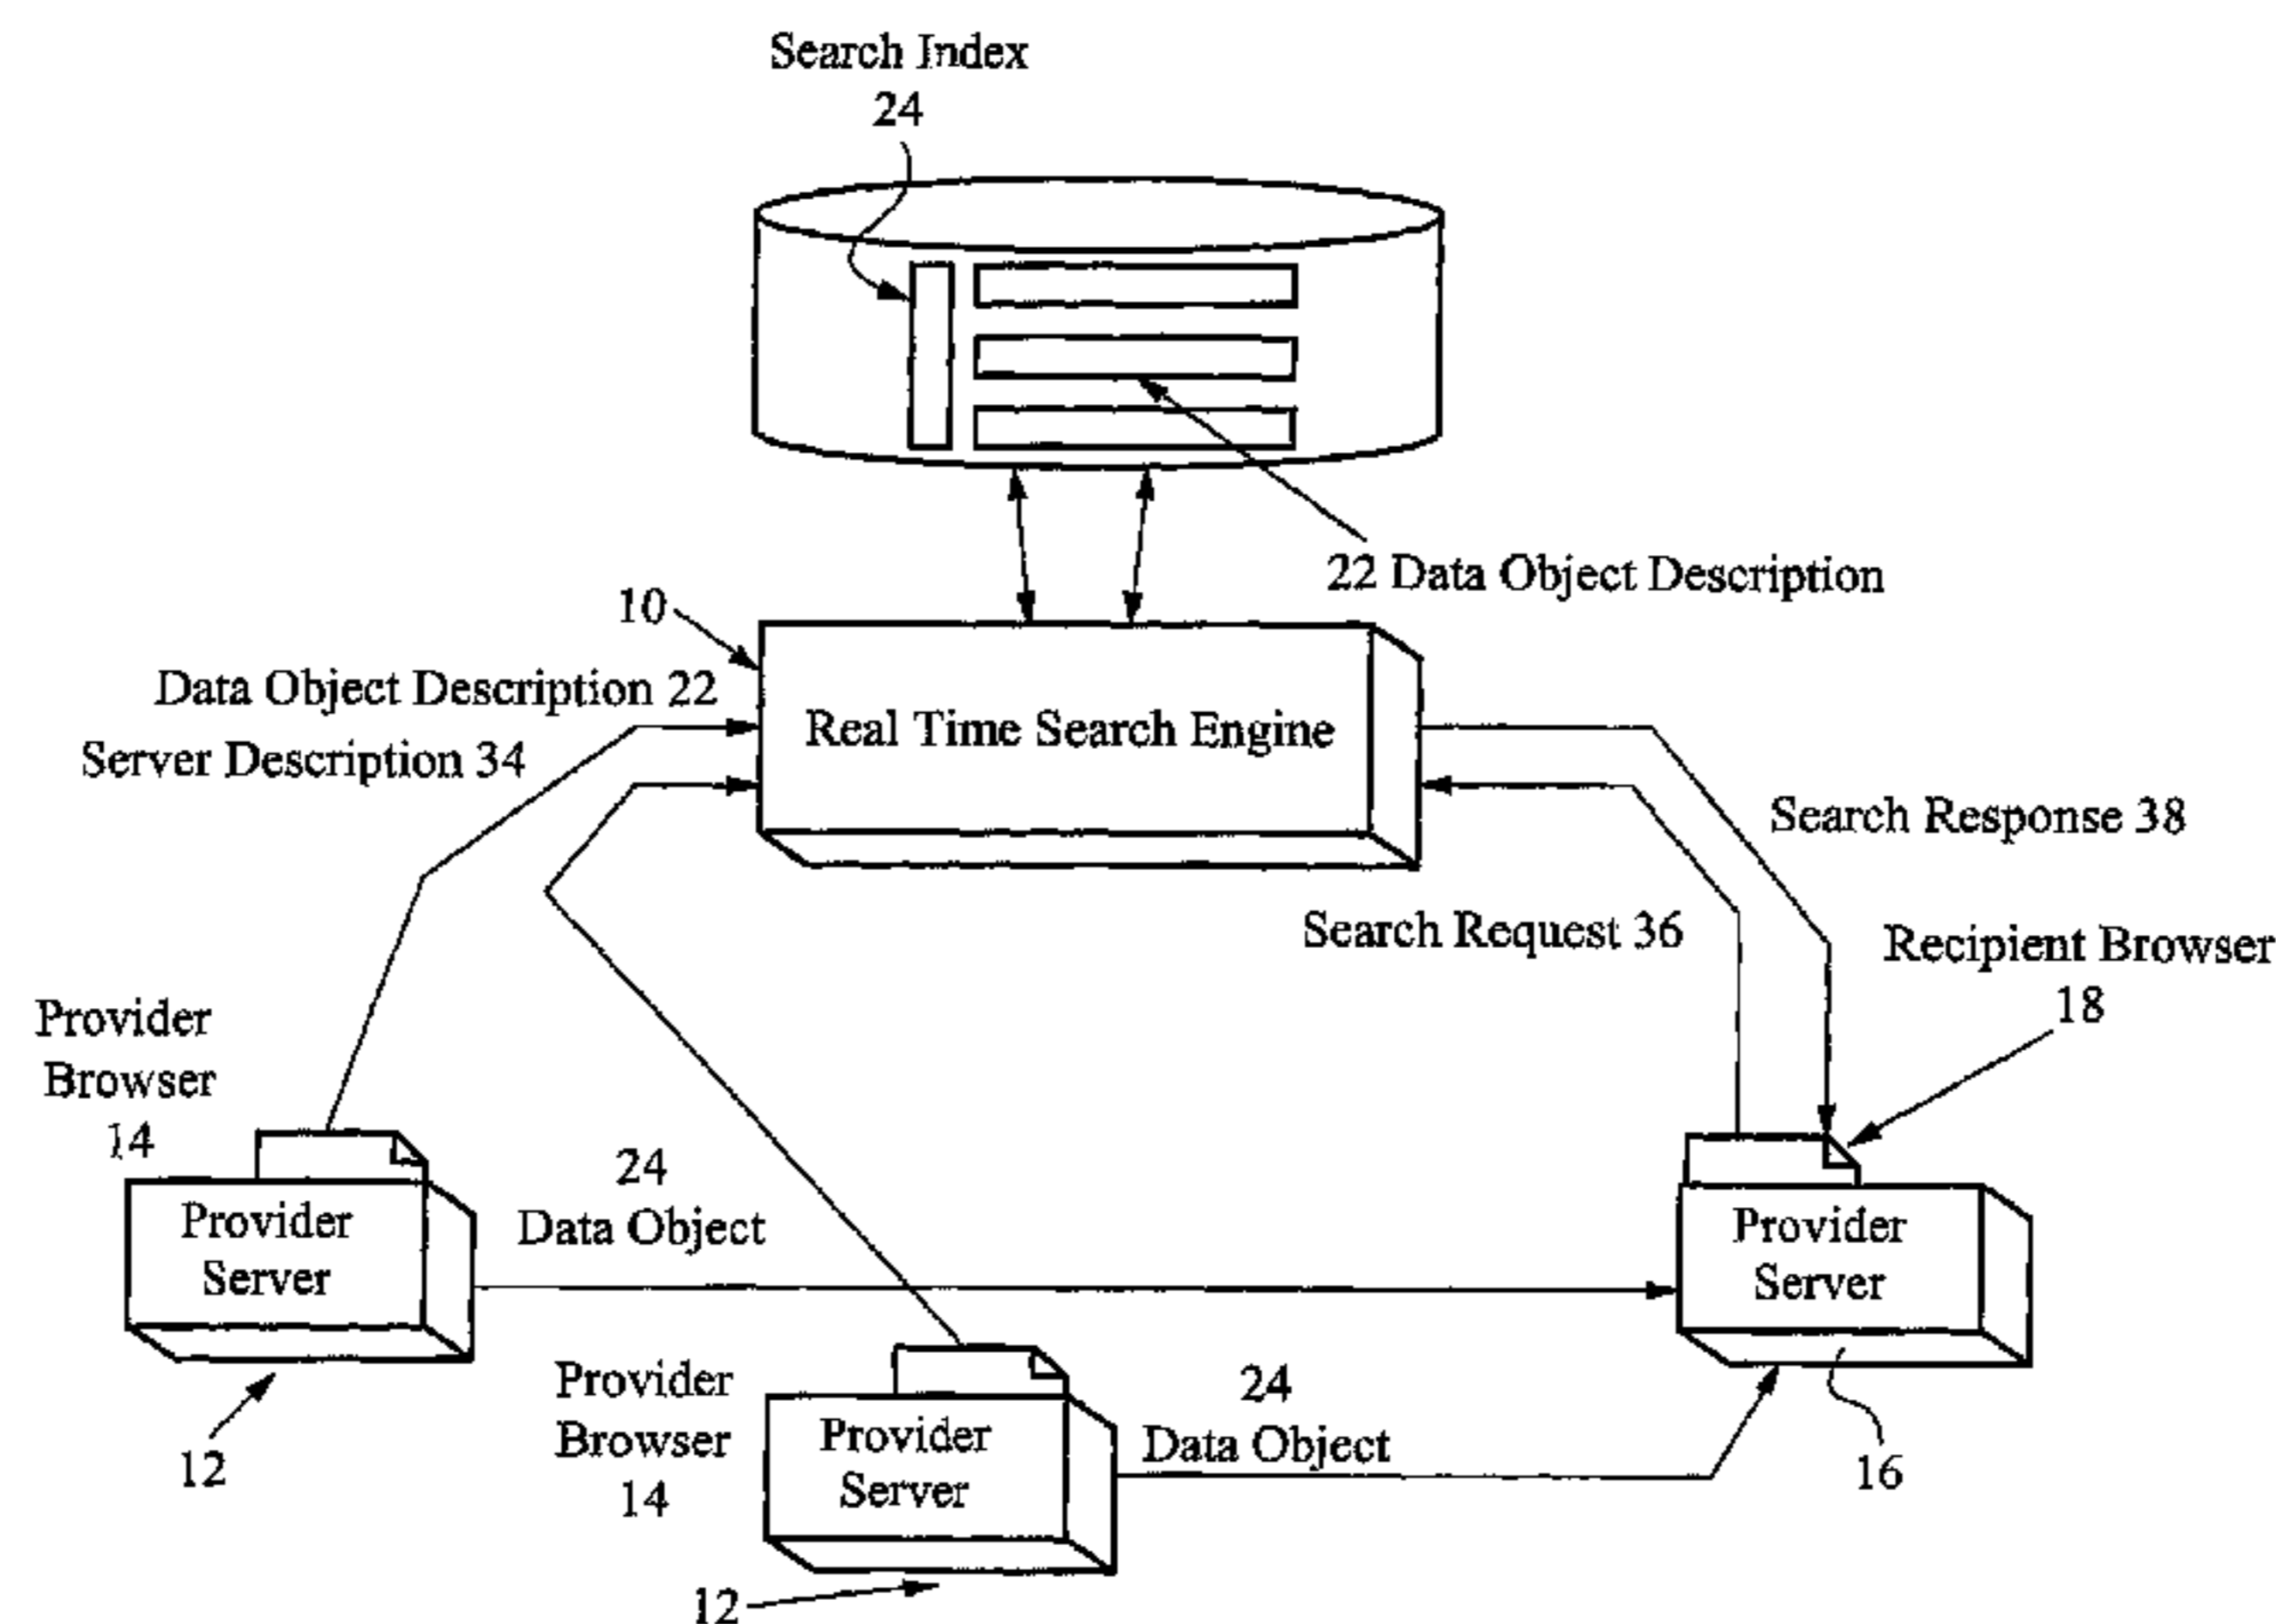 Search Index
24
22 Data Object Description
10
Data Object Description 22
Server Description 34
Real Time Search Engine
Search Response 38
Search Request 36
Recipient Browser
18
Provider
Browser
14
Provider
Server
24
Data Object
Provider
Server
12
Provider
Browser
14
Provider
Server
24
Data Object
16
12